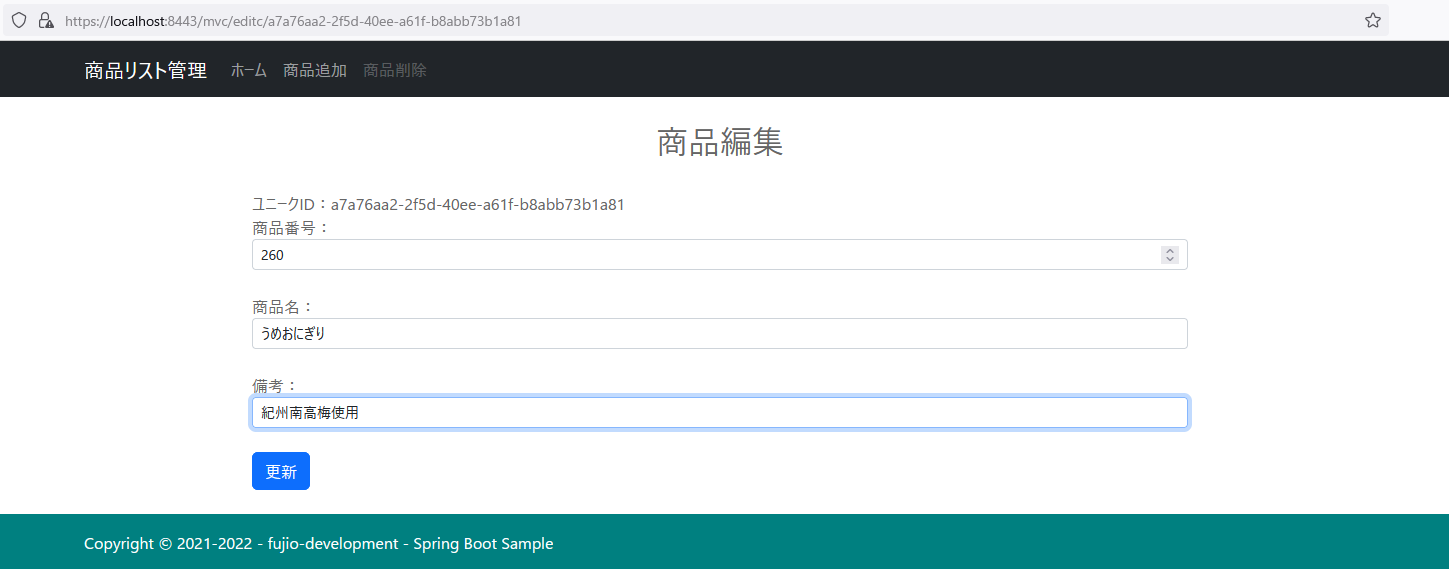 https://localhost:8443/mvc/editc/a7a76aa2-2f5d-40ee-a61f-b8abb73b1a81
商品リスト管理 ホーム 商品追加 商品削除
商品編集
ユニークID：a7a76aa2-2f5d-40ee-a61f-b8abb73b1a81
商品番号：
260
商品名：
うめおにぎり
備考：
紀州南高梅使用
更新
Copyright © 2021-2022 - fujio-development - Spring Boot Sample